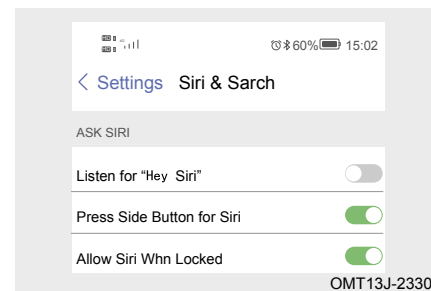 60% 15:02
< Settings Siri & Sarch
ASK SIRI
Listen for “Hey Siri”
Press Side Button for Siri
Allow Siri Whn Locked
OMT13J-2330